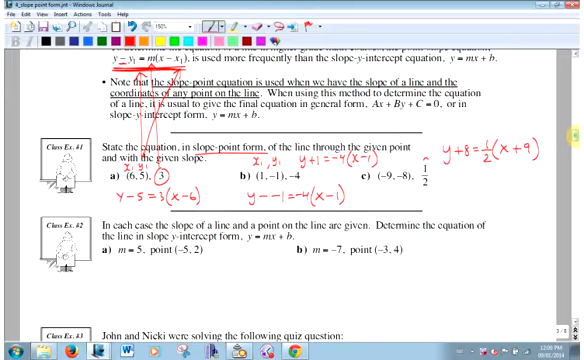 4_slope point form.jnt - Windows Journal
File Edit View Insert Actions Tools Help
150%
B I
y − y₁ = m(x − x₁), is used more frequently than the slope-y-intercept equation, y = mx + b.
• Note that the slope-point equation is used when we have the slope of a line and the
coordinates of any point on the line. When using this method to determine the equation
of a line, it is usual to give the final equation in general form, Ax + By + C = 0, or in
slope-y-intercept form, y = mx + b.
Class Ex. #1
State the equation, in slope-point form, of the line through the given point
and with the given slope.
x₁ y₁
x₁ y₁
y+1=-4(x-1)
y+8=1/2(x+9)
a) (6, 5), 3
b) (1, −1), −4
c) (−9, −8), 1/2
y-5=3(x-6)
y--1=-4(x-1)
Class Ex. #2
In each case the slope of a line and a point on the line are given. Determine the equation of
the line in slope y-intercept form, y = mx + b.
a) m = 5, point (−5, 2)
b) m = −7, point (−3, 4)
Class Ex. #3
John and Nicki were solving the following quiz question:
3 / 8
12:00 PM